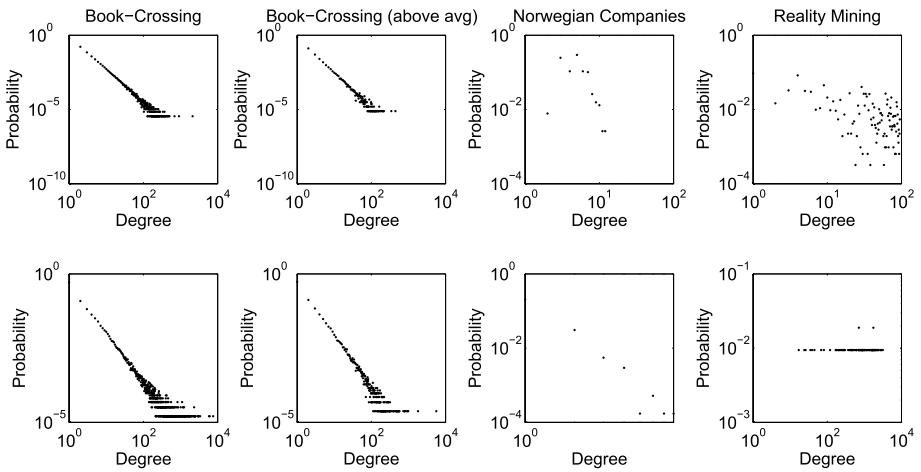 Book−Crossing
Book−Crossing (above avg)
Norwegian Companies
Reality Mining
10^0
10^−5
10^−10
Probability
10^0 10^2 10^4
Degree
10^0
10^−5
10^−10
Probability
10^0 10^2 10^4
Degree
10^0
10^−2
10^−4
Probability
10^0 10^1 10^2
Degree
10^0
10^−2
10^−4
Probability
10^0 10^1 10^2
Degree
10^0
10^−5
Probability
10^0 10^2 10^4
Degree
10^0
10^−5
Probability
10^0 10^2 10^4
Degree
10^0
10^−2
10^−4
Probability
10^0 10^1 10^2
Degree
10^−1
10^−2
10^−3
Probability
10^0 10^2 10^4
Degree